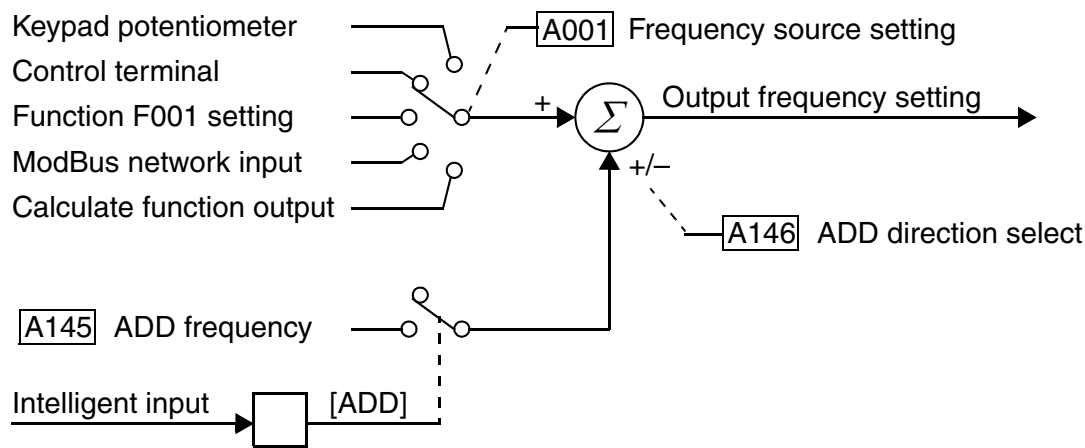 Keypad potentiometer
A001 Frequency source setting
Control terminal
Function F001 setting
+
Σ
Output frequency setting
ModBus network input
+/–
Calculate function output
A146 ADD direction select
A145 ADD frequency
Intelligent input
[ADD]